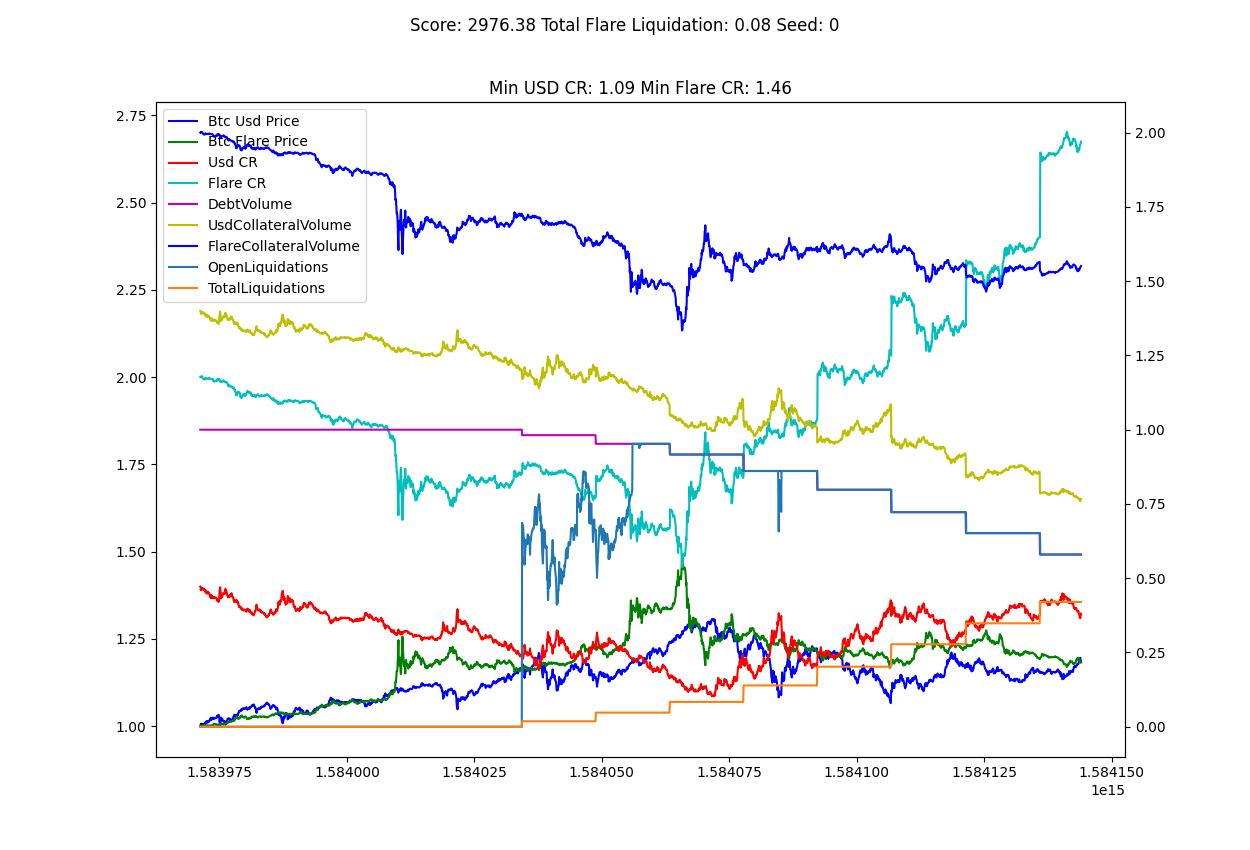 Score: 2976.38 Total Flare Liquidation: 0.08 Seed: 0
Min USD CR: 1.09 Min Flare CR: 1.46
Btc Usd Price
Btc Flare Price
Usd CR
Flare CR
DebtVolume
UsdCollateralVolume
FlareCollateralVolume
OpenLiquidations
TotalLiquidations
2.75
2.50
2.25
2.00
1.75
1.50
1.25
1.00
2.00
1.75
1.50
1.25
1.00
0.75
0.50
0.25
0.00
1.583975 1.584000 1.584025 1.584050 1.584075 1.584100 1.584125 1.584150
1e15